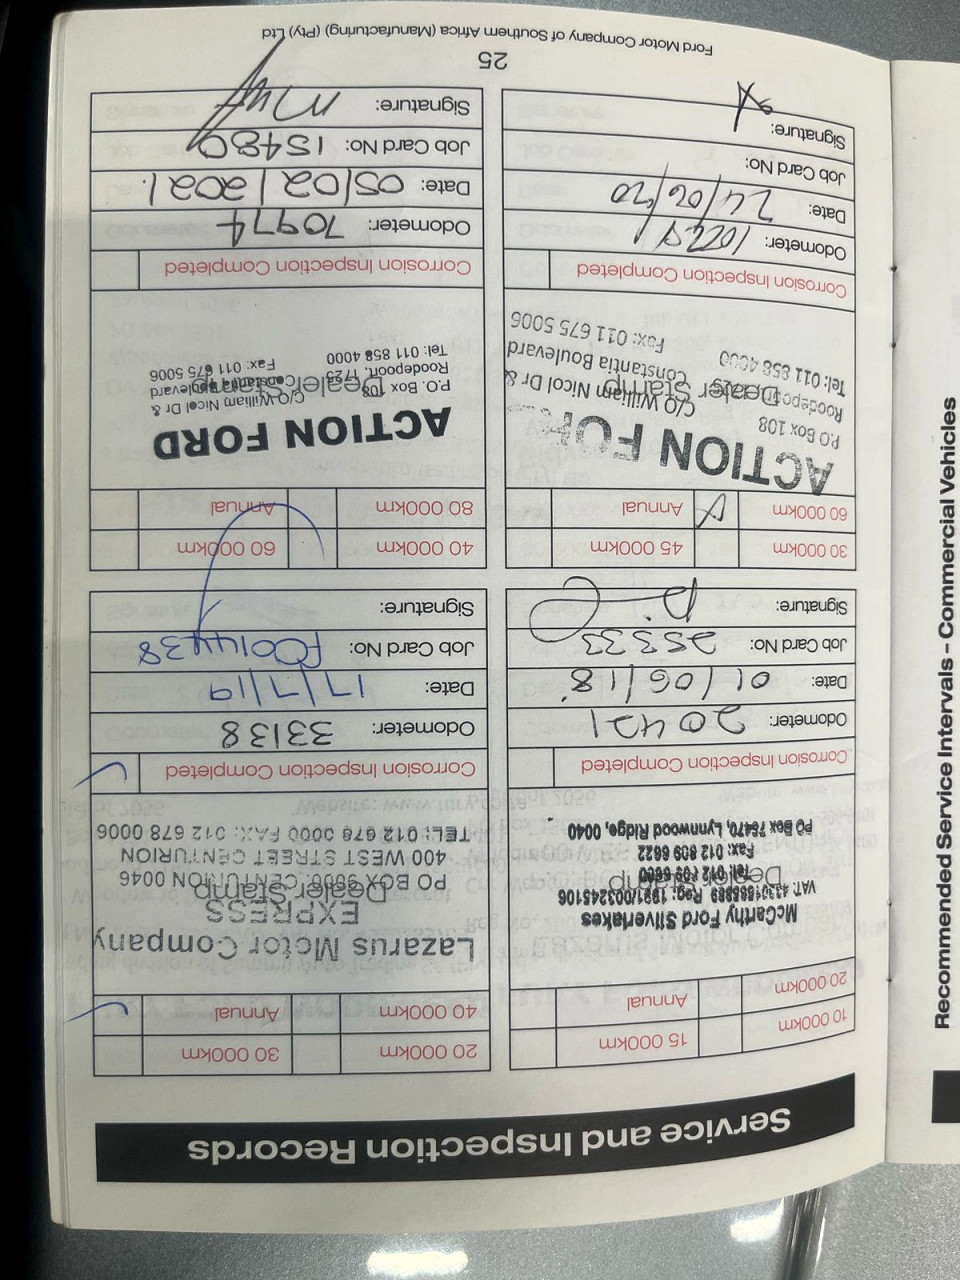 Service and Inspection Records
10 000km 15 000km
20 000km Annual
McCarthy Ford Silverlakes
VAT: Reg: 1991/003245106
Dealer Stamp
Fax: 012 809 6622
PO Box 75470, Lynnwood Ridge, 0040
Corrosion Inspection Completed
Odometer: 20421
Date: 01/06/18
Job Card No: 25333
Signature:
20 000km 30 000km
40 000km Annual
Lazarus Motor Company
EXPRESS
Dealer Stamp
PO BOX 9000, CENTURION 0046
400 WEST STREET CENTURION
TEL: 012 678 0000 FAX: 012 678 0006
Corrosion Inspection Completed
Odometer: 33138
Date: 17/7/19
Job Card No:
Signature:
30 000km 45 000km
60 000km Annual
ACTION FORD
P.O Box 108 C/O William Nicol Dr &
Roodepoort, 1725 Constantia Boulevard
Dealer Stamp
Tel: 011 858 4000 Fax: 011 675 5006
Corrosion Inspection Completed
Odometer:
Date: 24/06/20
Job Card No:
Signature:
40 000km 60 000km
80 000km Annual
ACTION FORD
P.O. Box 108 C/O William Nicol Dr &
Roodepoort, 1725 Constantia Boulevard
Dealer Stamp
Tel: 011 858 4000 Fax: 011 675 5006
Corrosion Inspection Completed
Odometer: 70974
Date: 05/02/2021.
Job Card No: 15480
Signature:
25
Ford Motor Company of Southern Africa (Manufacturing) (Pty) Ltd
Recommended Service Intervals – Commercial Vehicles